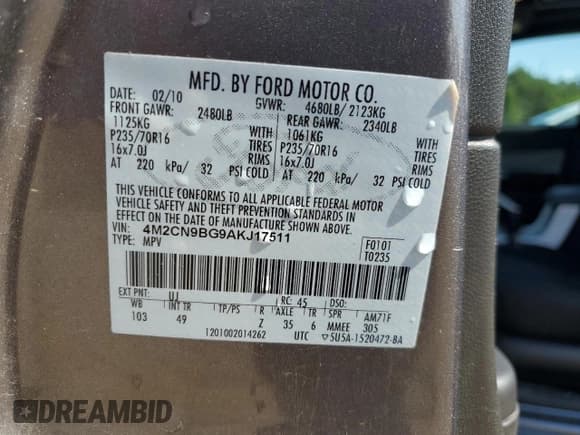 MFD. BY FORD MOTOR CO.
DATE: 02/10 GVWR: 4680LB/ 2123KG
FRONT GAWR: 2480LB REAR GAWR: 2340LB
1125KG WITH 1061KG WITH
P235/70R16 TIRES P235/70R16 TIRES
16x7.0J RIMS 16x7.0J RIMS
AT 220 kPa/ 32 PSI COLD AT 220 kPa/ 32 PSI COLD
THIS VEHICLE CONFORMS TO ALL APPLICABLE FEDERAL MOTOR
VEHICLE SAFETY AND THEFT PREVENTION STANDARDS IN
EFFECT ON THE DATE OF MANUFACTURE SHOWN ABOVE.
VIN: 4M2CN9BG9AKJ17511 F0101
TYPE: MPV T0235
EXT PNT: UJ RC: 45 DSO:
WB INT TR TP/PS R AXLE TR SPR AM71F
103 49 Z 35 6 MMEE 305
1201002014262 UTC ▽5U5A-1520472-BA
DREAMBID